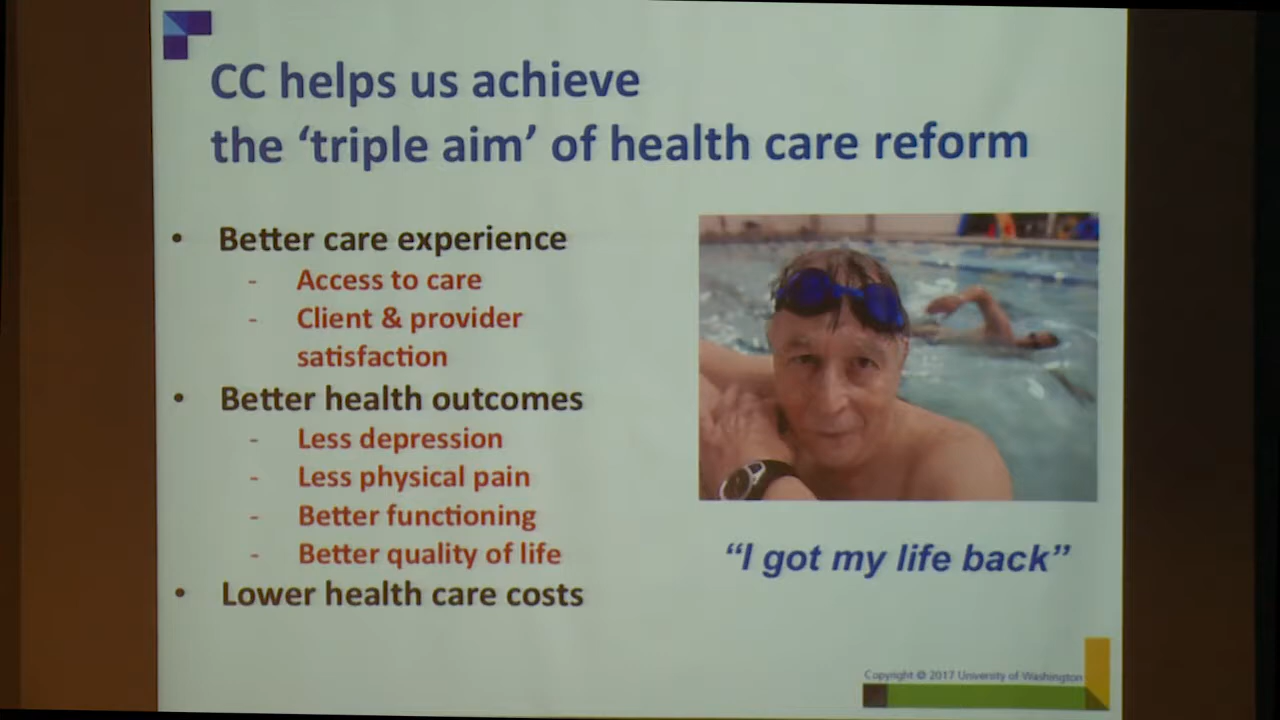 CC helps us achieve
the ‘triple aim’ of health care reform
• Better care experience
- Access to care
- Client & provider
satisfaction
• Better health outcomes
- Less depression
- Less physical pain
- Better functioning
- Better quality of life
• Lower health care costs
“I got my life back”
Copyright © 2017 University of Washington